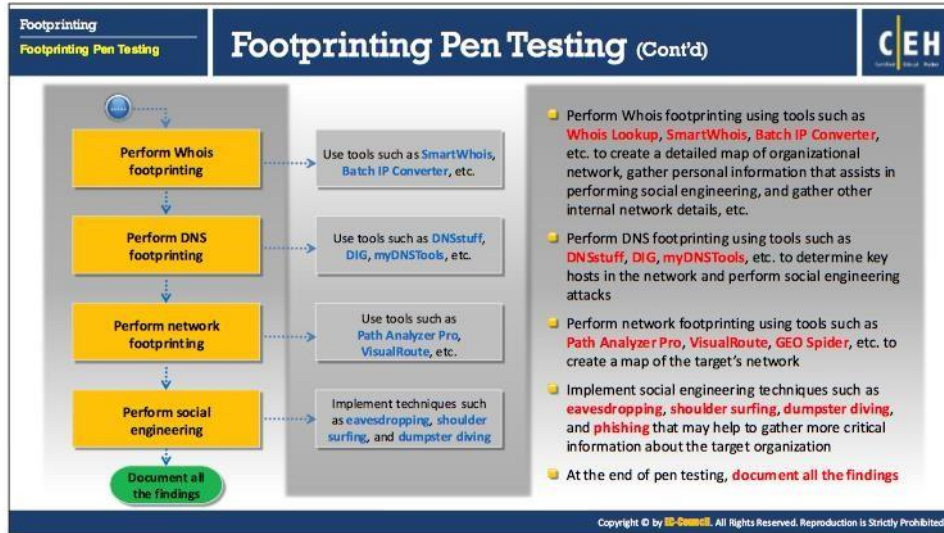 Footprinting
Footprinting Pen Testing
Footprinting Pen Testing (Cont'd)
C|EH
Perform Whois
footprinting
Use tools such as SmartWhois,
Batch IP Converter, etc.
Perform DNS
footprinting
Use tools such as DNSstuff,
DIG, myDNSTools, etc.
Perform network
footprinting
Use tools such as
Path Analyzer Pro,
VisualRoute, etc.
Perform social
engineering
Implement techniques such
as eavesdropping, shoulder
surfing, and dumpster diving
Document all
the findings
Perform Whois footprinting using tools such as
Whois Lookup, SmartWhois, Batch IP Converter,
etc. to create a detailed map of organizational
network, gather personal information that assists in
performing social engineering, and gather other
internal network details, etc.
Perform DNS footprinting using tools such as
DNSstuff, DIG, myDNSTools, etc. to determine key
hosts in the network and perform social engineering
attacks
Perform network footprinting using tools such as
Path Analyzer Pro, VisualRoute, GEO Spider, etc. to
create a map of the target's network
Implement social engineering techniques such as
eavesdropping, shoulder surfing, dumpster diving,
and phishing that may help to gather more critical
information about the target organization
At the end of pen testing, document all the findings
Copyright © by EC-Council. All Rights Reserved. Reproduction is Strictly Prohibited.